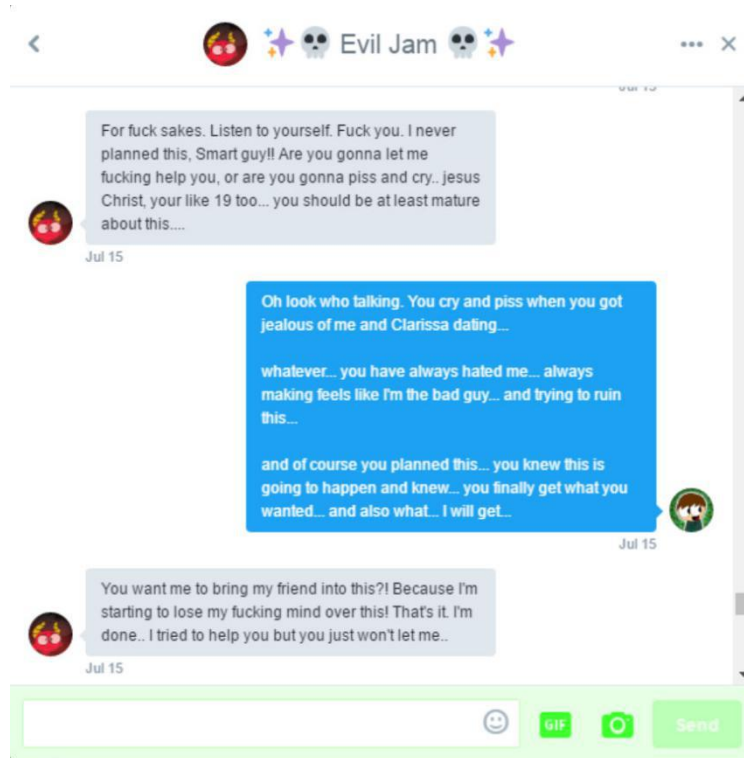 Evil Jam
For fuck sakes. Listen to yourself. Fuck you. I never
planned this, Smart guy!! Are you gonna let me
fucking help you, or are you gonna piss and cry.. jesus
Christ, your like 19 too... you should be at least mature
about this....
Jul 15
Oh look who talking. You cry and piss when you got
jealous of me and Clarissa dating...
whatever... you have always hated me... always
making feels like I'm the bad guy... and trying to ruin
this...
and of course you planned this... you knew this is
going to happen and knew... you finally get what you
wanted... and also what... I will get...
Jul 15
You want me to bring my friend into this?! Because I'm
starting to lose my fucking mind over this! That's it. I'm
done.. I tried to help you but you just won't let me..
Jul 15
GIF
Send